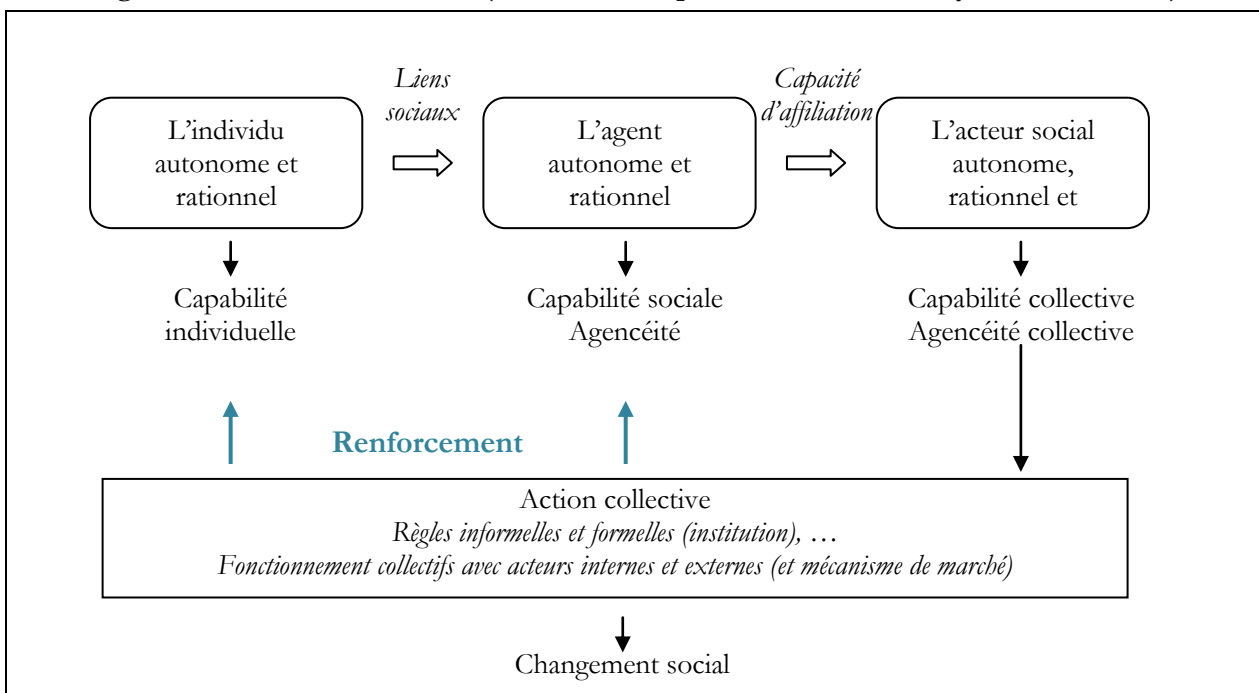 Liens
sociaux
Capacité
d'affiliation
L'individu
autonome et
rationnel
L'agent
autonome et
rationnel
L'acteur social
autonome,
rationnel et
Capabilité
individuelle
Capabilité sociale
Agencéité
Capabilité collective
Agencéité collective
Renforcement
Action collective
Règles informelles et formelles (institution), …
Fonctionnement collectifs avec acteurs internes et externes (et mécanisme de marché)
Changement social